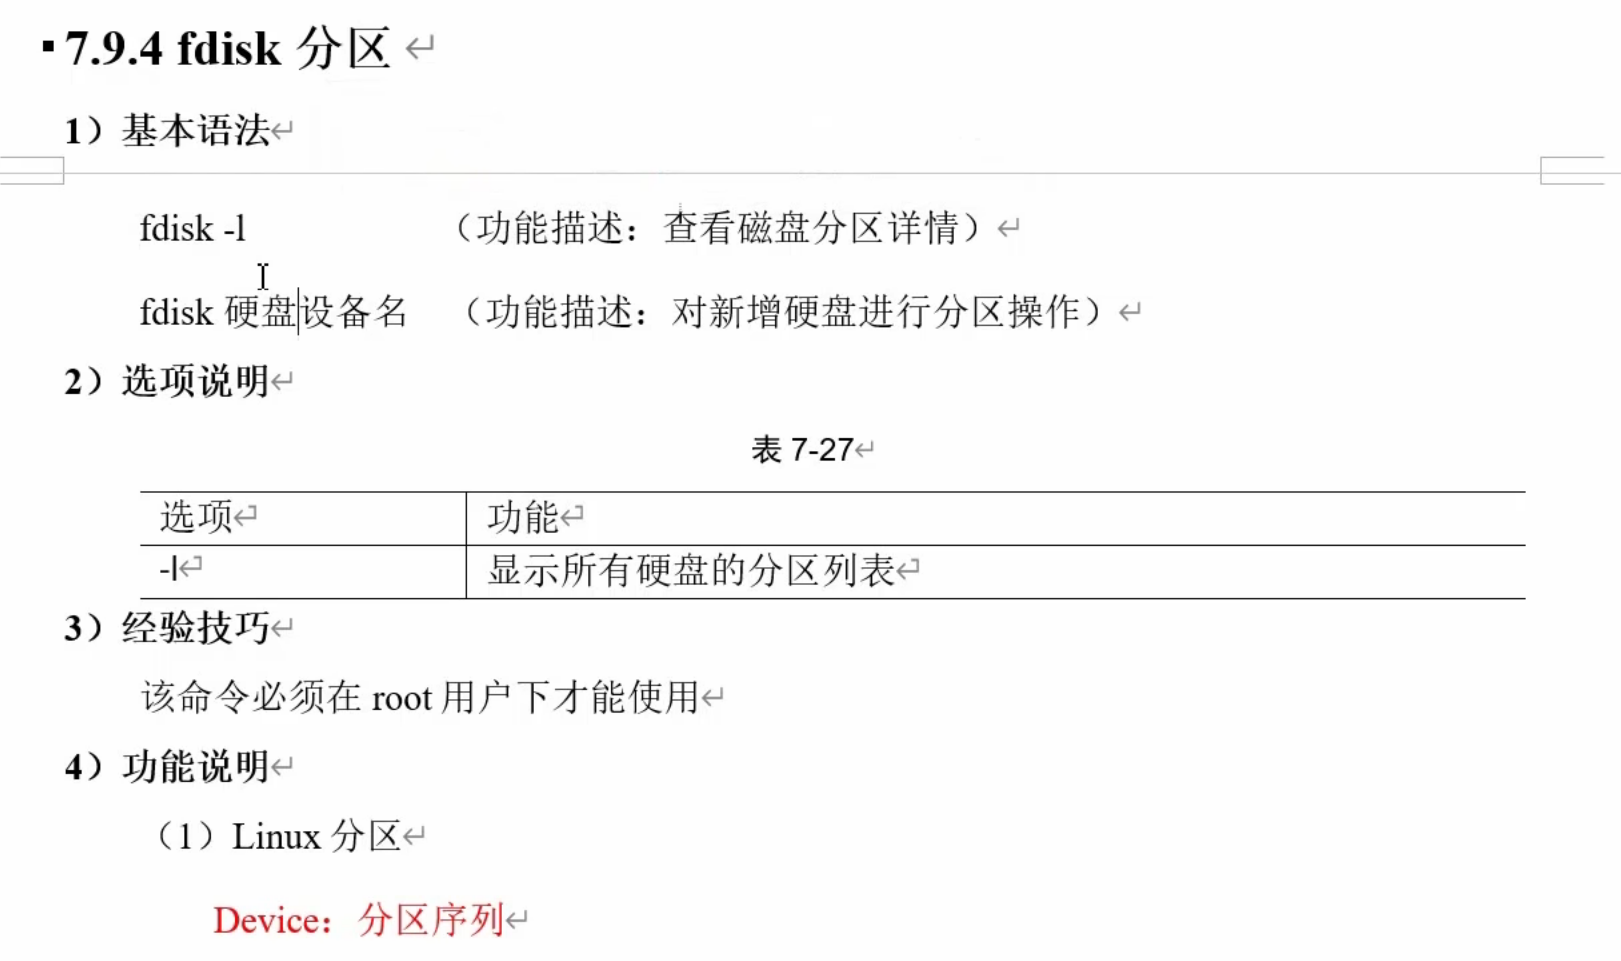 7.9.4 fdisk 分区
1）基本语法
fdisk -l （功能描述：查看磁盘分区详情）
fdisk 硬盘设备名 （功能描述：对新增硬盘进行分区操作）
2）选项说明
表 7-27
选项 功能
-l 显示所有硬盘的分区列表
3）经验技巧
该命令必须在 root 用户下才能使用
4）功能说明
（1）Linux 分区
Device：分区序列